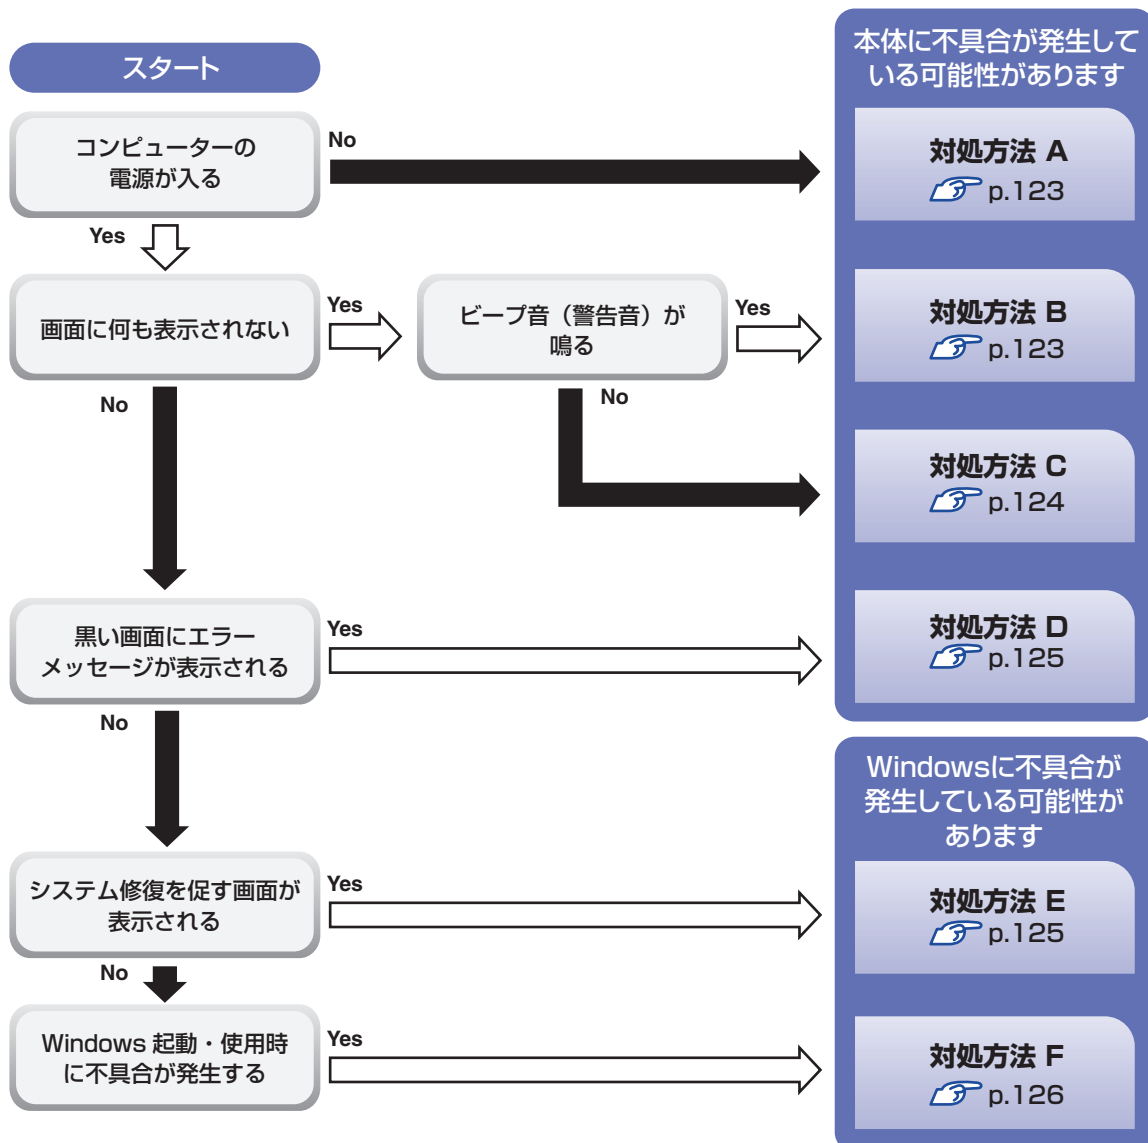 スタート
コンピューターの
電源が入る
No
Yes
画面に何も表示されない
Yes
ビープ音（警告音）が
鳴る
Yes
No
No
黒い画面にエラー
メッセージが表示される
Yes
No
システム修復を促す画面が
表示される
Yes
No
Windows 起動・使用時
に不具合が発生する
Yes
本体に不具合が発生して
いる可能性があります
対処方法 A
p.123
対処方法 B
p.123
対処方法 C
p.124
対処方法 D
p.125
Windowsに不具合が
発生している可能性が
あります
対処方法 E
p.125
対処方法 F
p.126